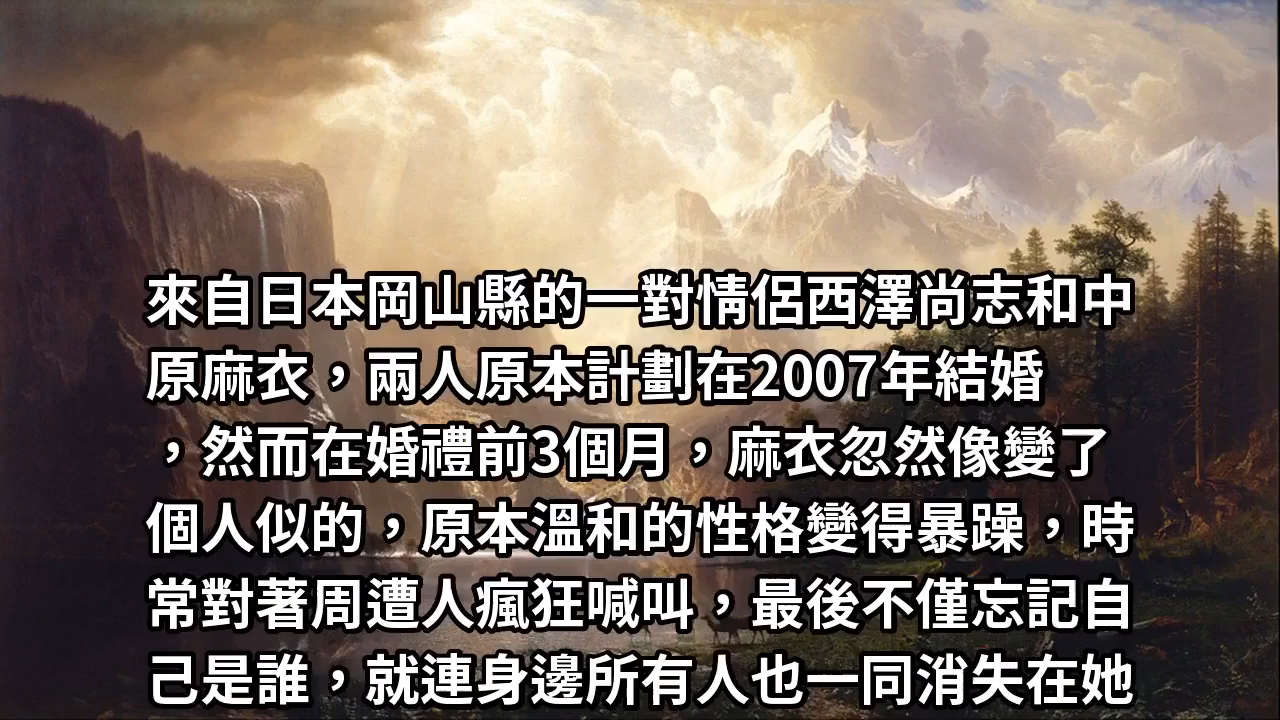 來自日本岡山縣的一對情侶西澤尚志和中
原麻衣，兩人原本計劃在2007年結婚
，然而在婚禮前3個月，麻衣忽然像變了
個人似的，原本溫和的性格變得暴躁，時
常對著周遭人瘋狂喊叫，最後不僅忘記自
己是誰，就連身邊所有人也一同消失在她